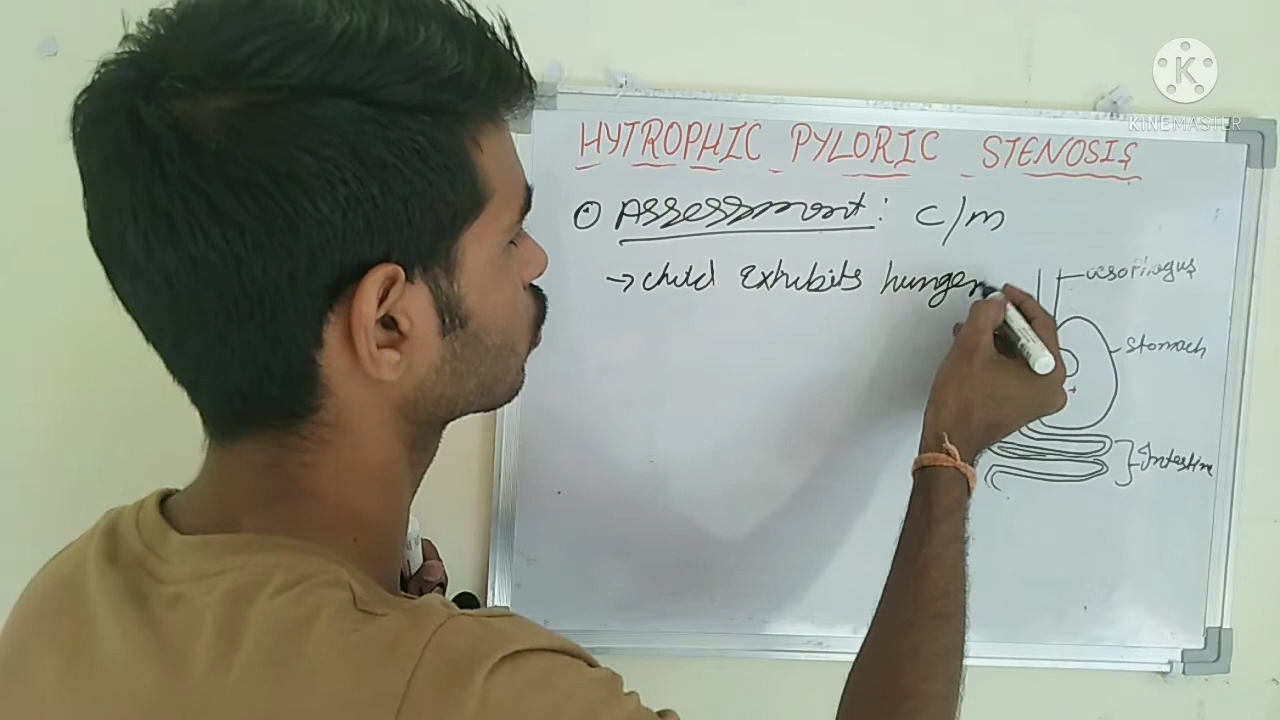 K
KINEMASTER
HYTROPHIC PYLORIC STENOSIS
Assessment: C/M
→ child Exhibits hunger
oesophagus
Stomach
Intestine